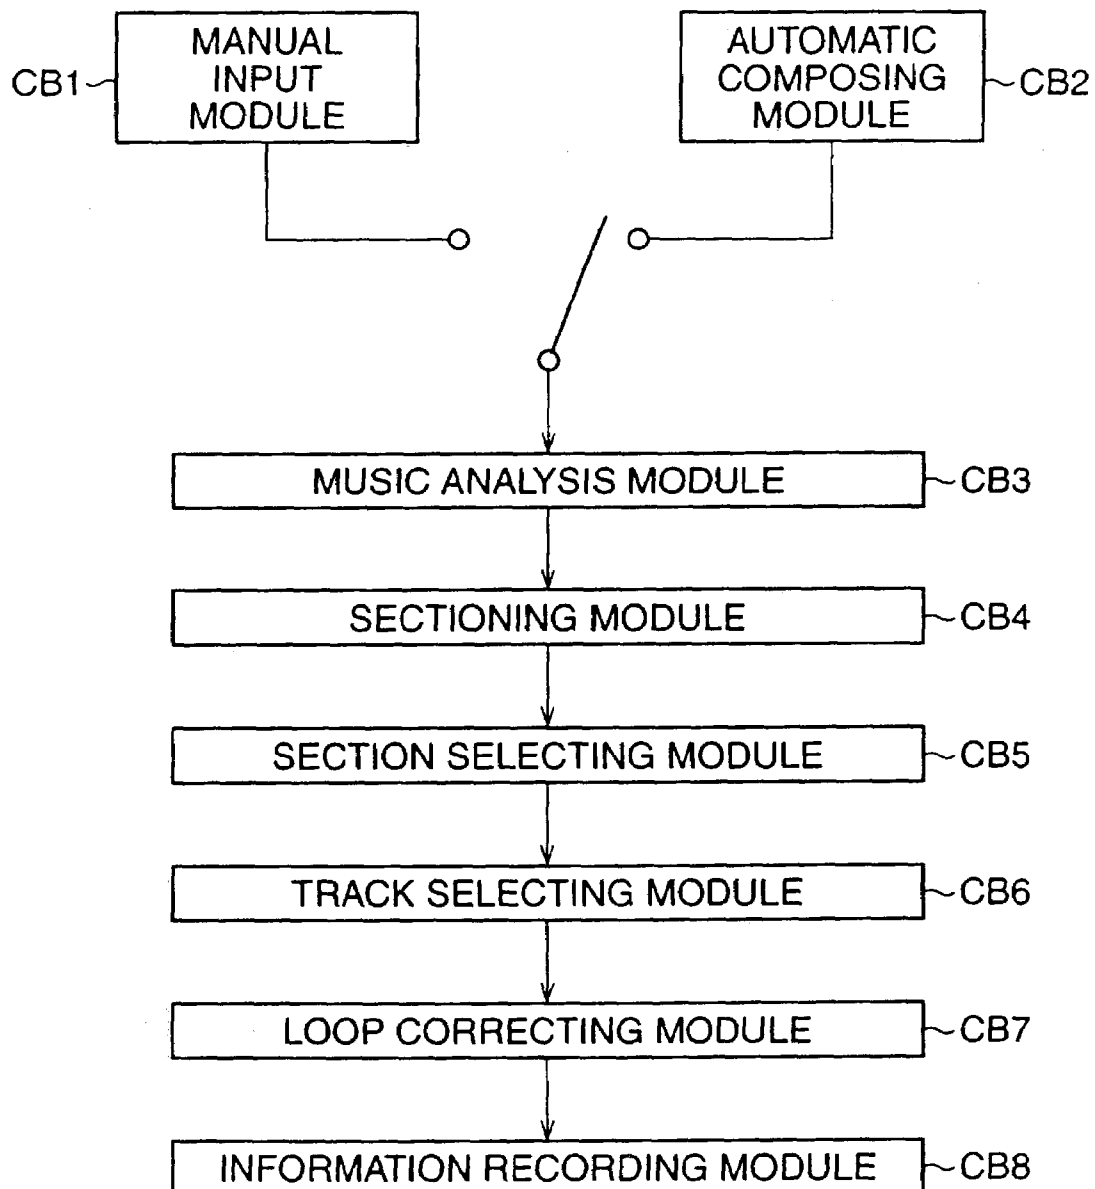 MANUAL
INPUT
MODULE
CB1
AUTOMATIC
COMPOSING
MODULE
CB2
MUSIC ANALYSIS MODULE
CB3
SECTIONING MODULE
CB4
SECTION SELECTING MODULE
CB5
TRACK SELECTING MODULE
CB6
LOOP CORRECTING MODULE
CB7
INFORMATION RECORDING MODULE
CB8